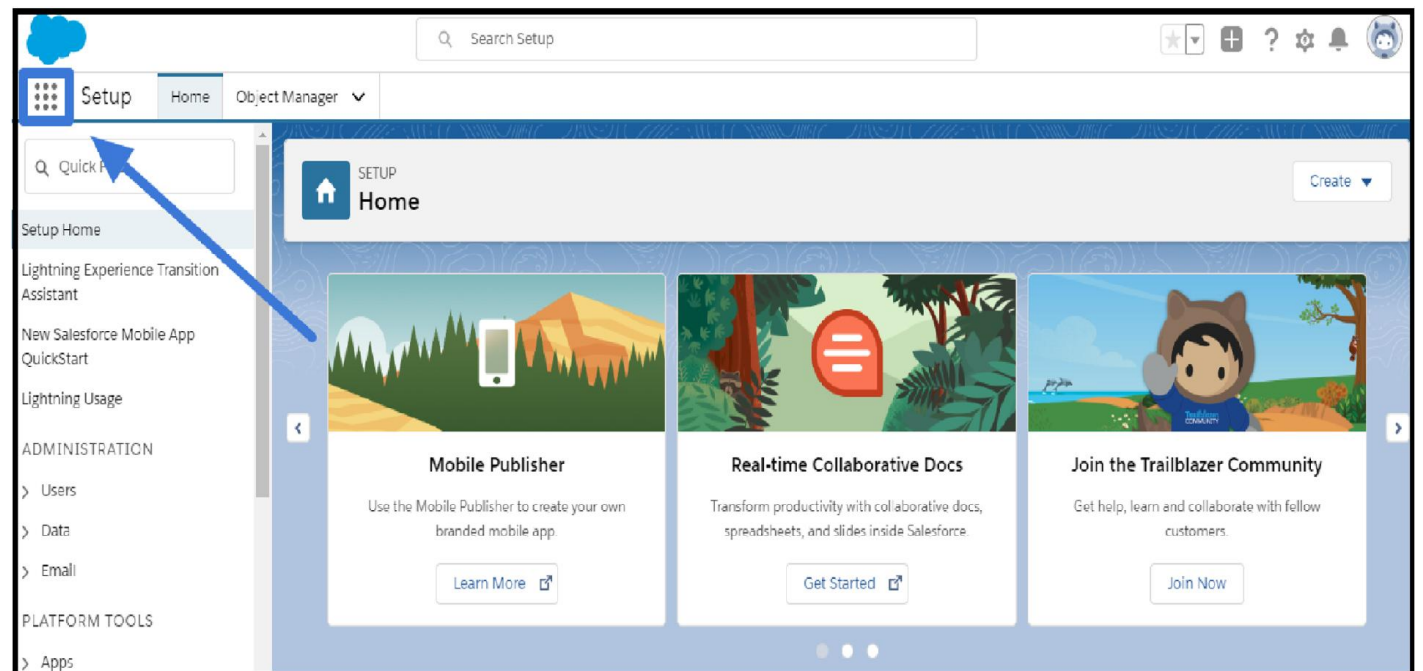 Search Setup
Setup
Home
Object Manager
Quick
Setup Home
Lightning Experience Transition
Assistant
New Salesforce Mobile App
QuickStart
Lightning Usage
ADMINISTRATION
Users
Data
Email
PLATFORM TOOLS
Apps
SETUP
Home
Create
Mobile Publisher
Use the Mobile Publisher to create your own
branded mobile app.
Learn More
Real-time Collaborative Docs
Transform productivity with collaborative docs,
spreadsheets, and slides inside Salesforce.
Get Started
Trailblazer
COMMUNITY
Join the Trailblazer Community
Get help, learn and collaborate with fellow
customers.
Join Now